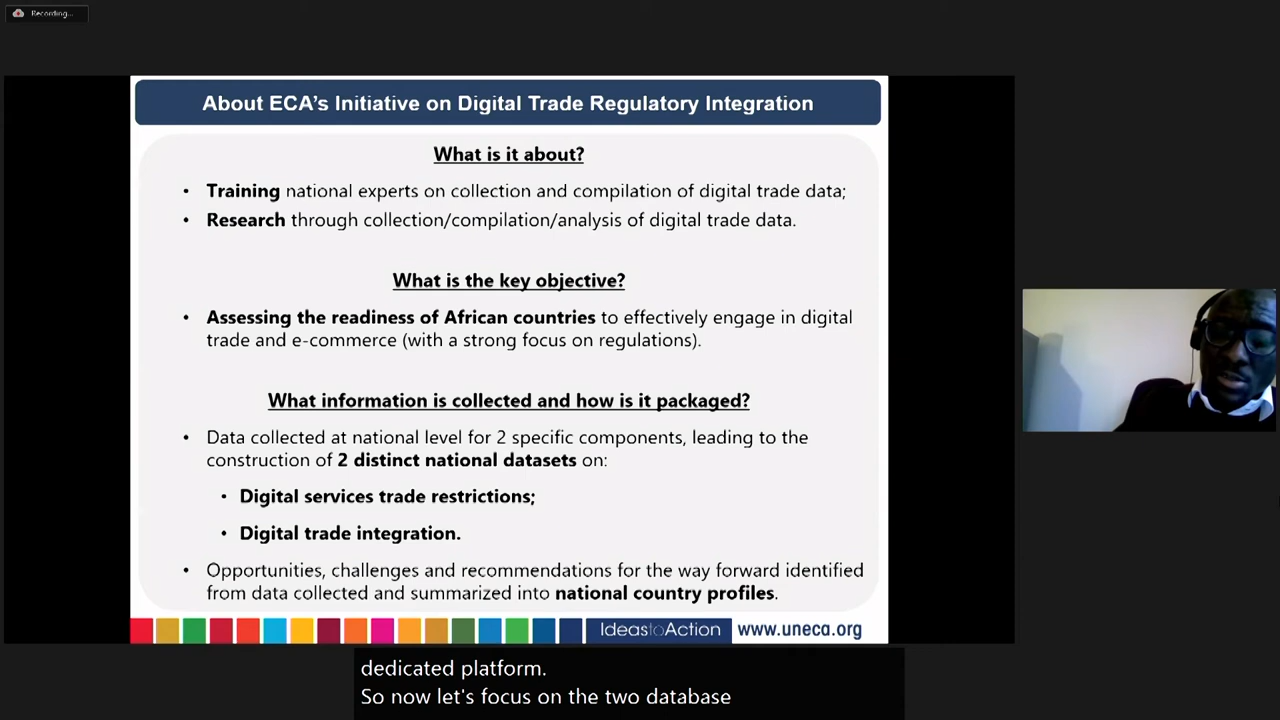 Recording...
About ECA's Initiative on Digital Trade Regulatory Integration
What is it about?
• Training national experts on collection and compilation of digital trade data;
• Research through collection/compilation/analysis of digital trade data.
What is the key objective?
• Assessing the readiness of African countries to effectively engage in digital
trade and e-commerce (with a strong focus on regulations).
What information is collected and how is it packaged?
• Data collected at national level for 2 specific components, leading to the
construction of 2 distinct national datasets on:
• Digital services trade restrictions;
• Digital trade integration.
• Opportunities, challenges and recommendations for the way forward identified
from data collected and summarized into national country profiles.
IdeastoAction www.uneca.org
dedicated platform.
So now let's focus on the two database